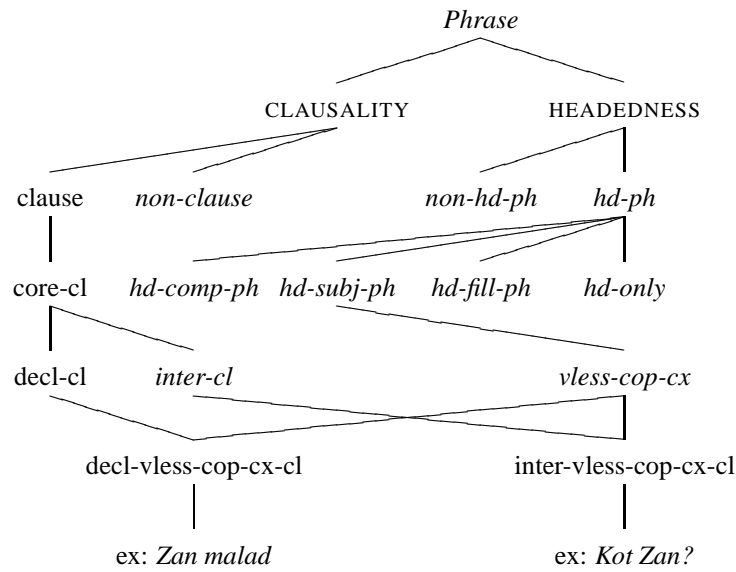 Phrase
CLAUSALITY HEADEDNESS
clause non-clause non-hd-ph hd-ph
core-cl hd-comp-ph hd-subj-ph hd-fill-ph hd-only
decl-cl inter-cl vless-cop-cx
decl-vless-cop-cx-cl inter-vless-cop-cx-cl
ex: Zan malad ex: Kot Zan?